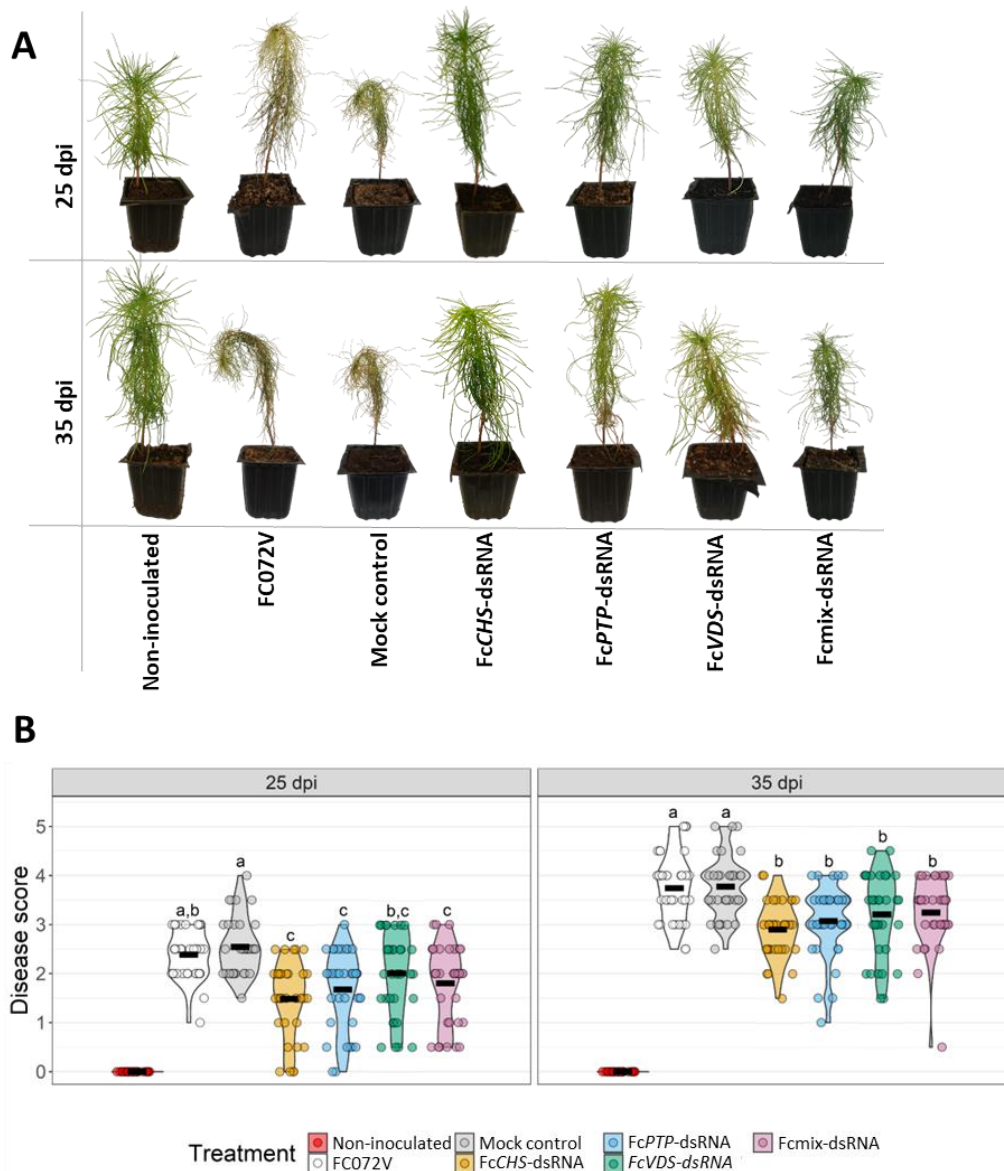 A
25 dpi
35 dpi
Non-inoculated
FC072V
Mock control
FcCHS-dsRNA
FcPTP-dsRNA
FcVDS-dsRNA
Fcmix-dsRNA
B
25 dpi
35 dpi
Disease score
5
4
3
2
1
0
a,b
a
c
c
b,c
c
a
a
b
b
b
b
Treatment
Non-inoculated
Mock control
FcPTP-dsRNA
Fcmix-dsRNA
FC072V
FcCHS-dsRNA
FcVDS-dsRNA